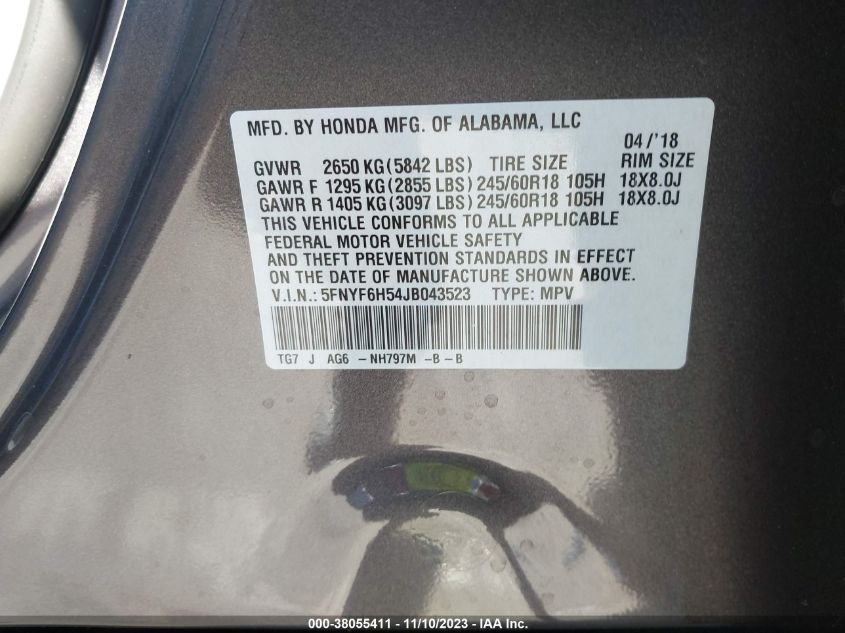 MFD. BY HONDA MFG. OF ALABAMA, LLC
04/'18
GVWR 2650 KG (5842 LBS) TIRE SIZE RIM SIZE
GAWR F 1295 KG (2855 LBS) 245/60R18 105H 18X8.0J
GAWR R 1405 KG (3097 LBS) 245/60R18 105H 18X8.0J
THIS VEHICLE CONFORMS TO ALL APPLICABLE
FEDERAL MOTOR VEHICLE SAFETY
AND THEFT PREVENTION STANDARDS IN EFFECT
ON THE DATE OF MANUFACTURE SHOWN ABOVE.
V.I.N.: 5FNYF6H54JB043523 TYPE: MPV
TG7 J AG6 – NH797M – B – B
000-38055411 - 11/10/2023 - IAA Inc.